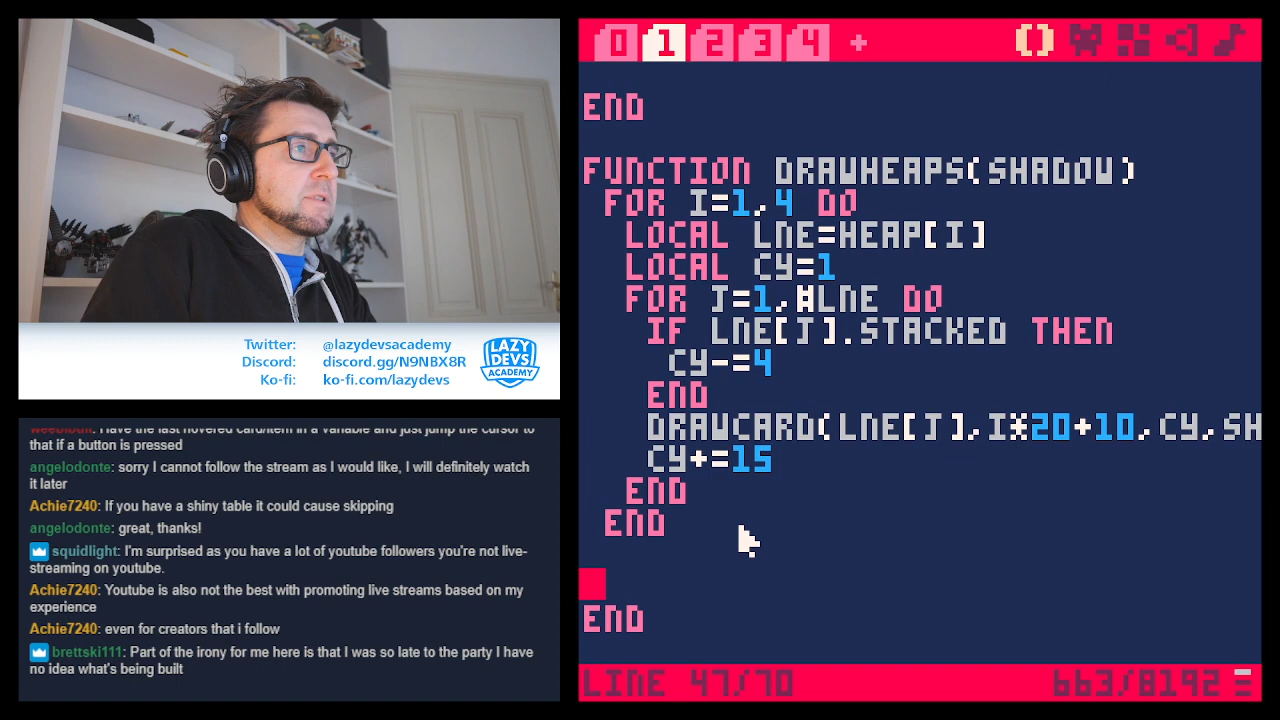 Twitter: @lazydevsacademy
Discord: discord.gg/N9NBX8R
Ko-fi: ko-fi.com/lazydevs
LAZY
DEVS
ACADEMY
weebibuii: Have the last hovered card/item in a variable and just jump the cursor to
that if a button is pressed
angelodonte: sorry I cannot follow the stream as I would like, I will definitely watch
it later
Achie7240: If you have a shiny table it could cause skipping
angelodonte: great, thanks!
squidlight: I'm surprised as you have a lot of youtube followers you're not live-
streaming on youtube.
Achie7240: Youtube is also not the best with promoting live streams based on my
experience
Achie7240: even for creators that i follow
brettski111: Part of the irony for me here is that I was so late to the party I have
no idea what's being built
0 1 2 3 4 +
END
FUNCTION DRAWHEAPS(SHADOW)
FOR I=1,4 DO
LOCAL LNE=HEAP[I]
LOCAL CY=1
FOR J=1,#LNE DO
IF LNE[J].STACKED THEN
CY-=4
END
DRAWCARD(LNE[J],I*20+10,CY,SH
CY+=15
END
END
END
LINE 47/70 663/8192